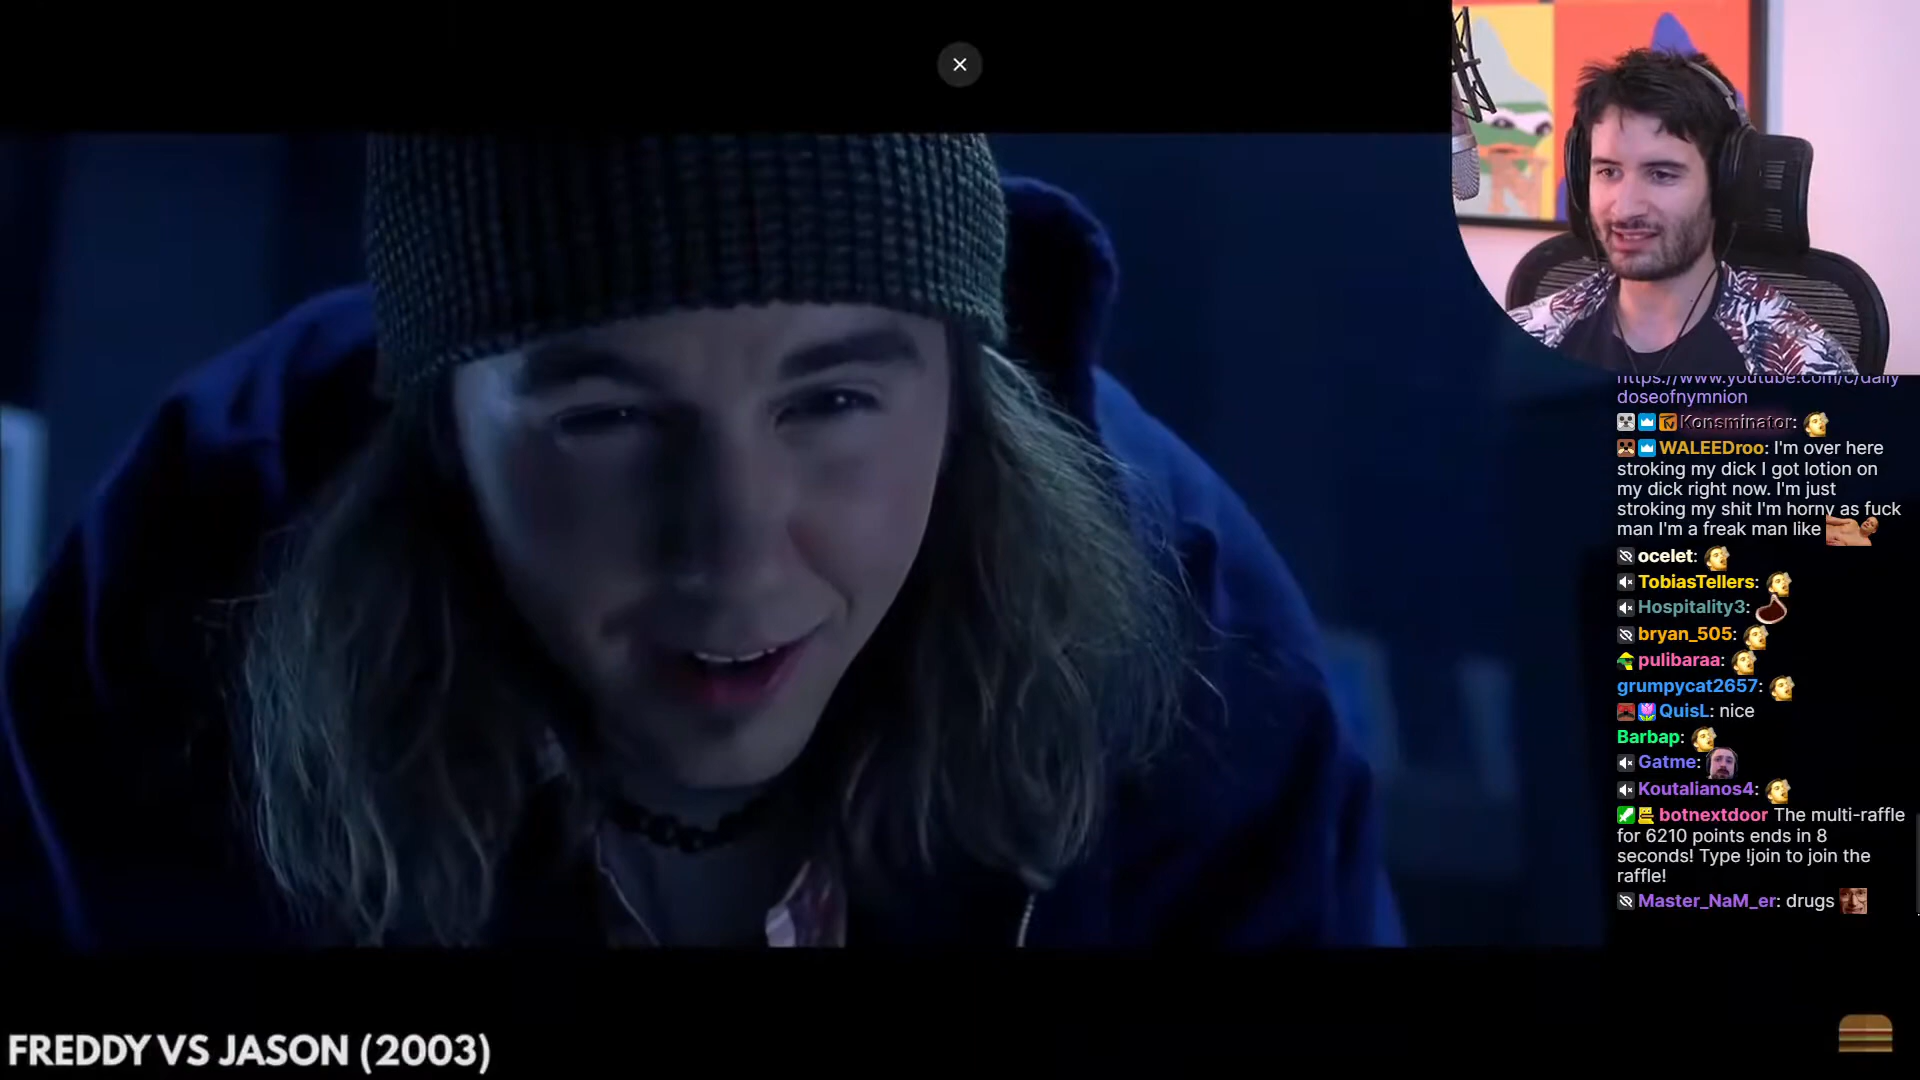 https://www.youtube.com/c/daily
doseofnymnion
Konsminator:
WALEEDroo: I'm over here
stroking my dick I got lotion on
my dick right now. I'm just
stroking my shit I'm horny as fuck
man I'm a freak man like
ocelet:
TobiasTellers:
Hospitality3:
bryan_505:
pulibaraa:
grumpycat2657:
QuisL: nice
Barbap:
Gatme:
Koutalianos4:
botnextdoor The multi-raffle
for 6210 points ends in 8
seconds! Type !join to join the
raffle!
Master_NaM_er: drugs
FREDDY VS JASON (2003)